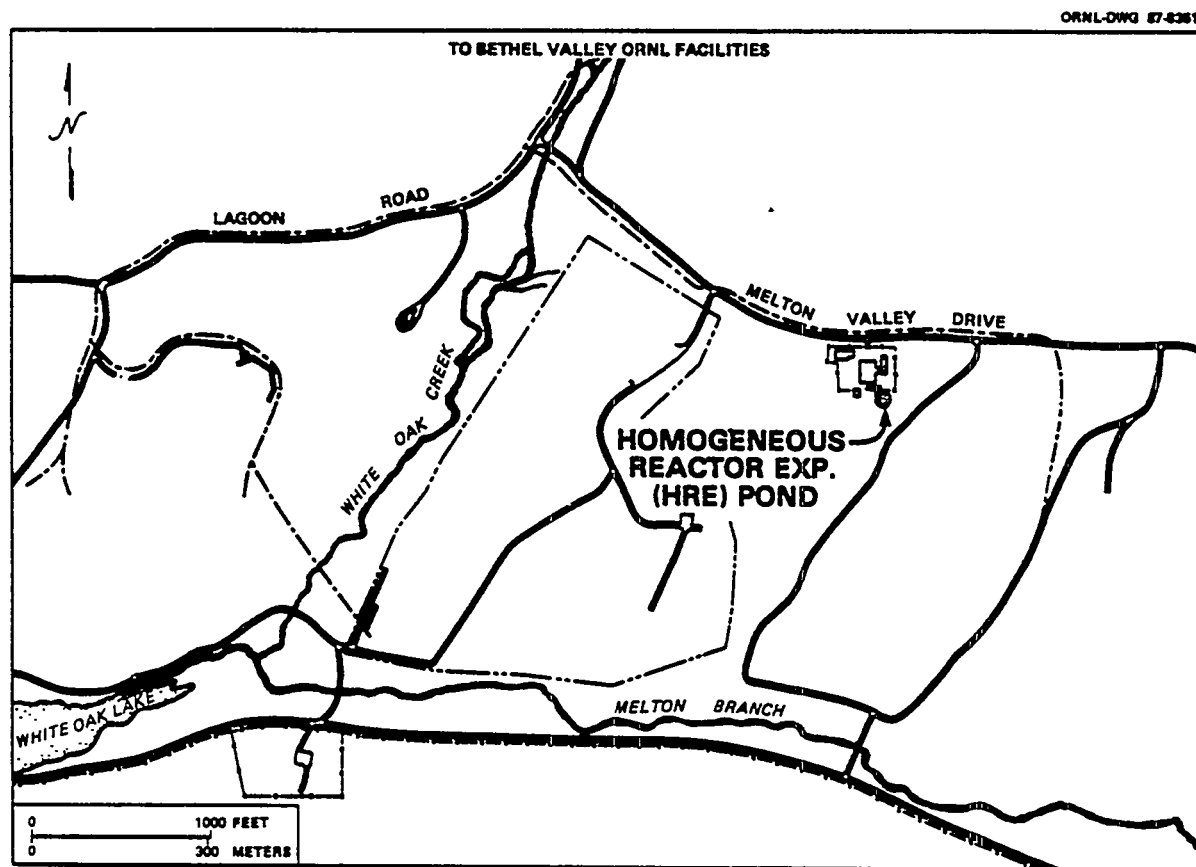 ORNL-DWG 87-8361
TO BETHEL VALLEY ORNL FACILITIES
N
LAGOON ROAD
MELTON VALLEY DRIVE
WHITE OAK CREEK
HOMOGENEOUS
REACTOR EXP.
(HRE) POND
MELTON BRANCH
WHITE OAK LAKE
0 1000 FEET
0 300 METERS